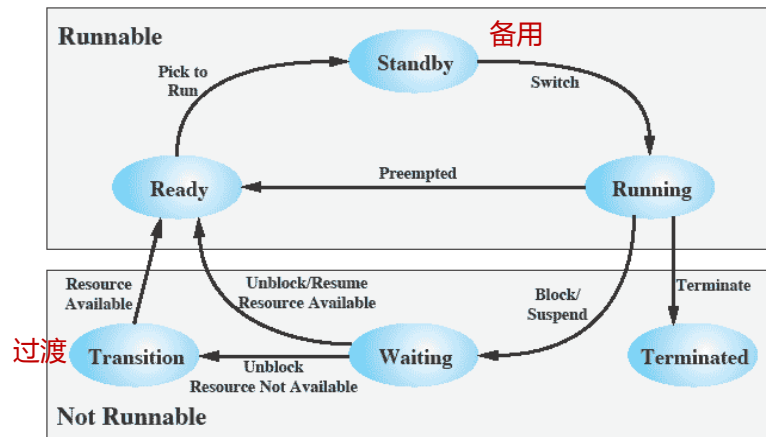 Runnable
备用
Standby
Pick to
Run
Switch
Ready
Preempted
Running
Resource
Available
Unblock/Resume
Resource Available
Block/
Suspend
Terminate
过渡
Transition
Waiting
Terminated
Unblock
Resource Not Available
Not Runnable